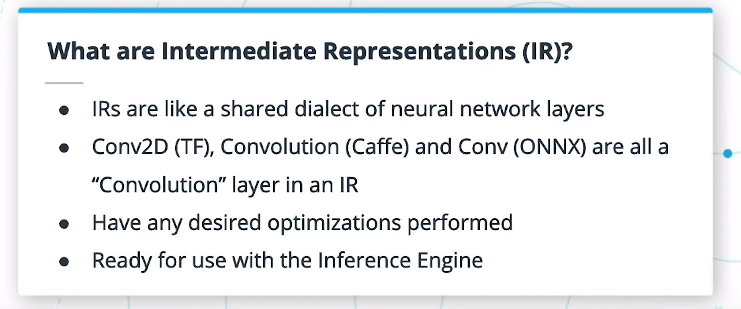 What are Intermediate Representations (IR)?
● IRs are like a shared dialect of neural network layers
● Conv2D (TF), Convolution (Caffe) and Conv (ONNX) are all a
“Convolution” layer in an IR
● Have any desired optimizations performed
● Ready for use with the Inference Engine